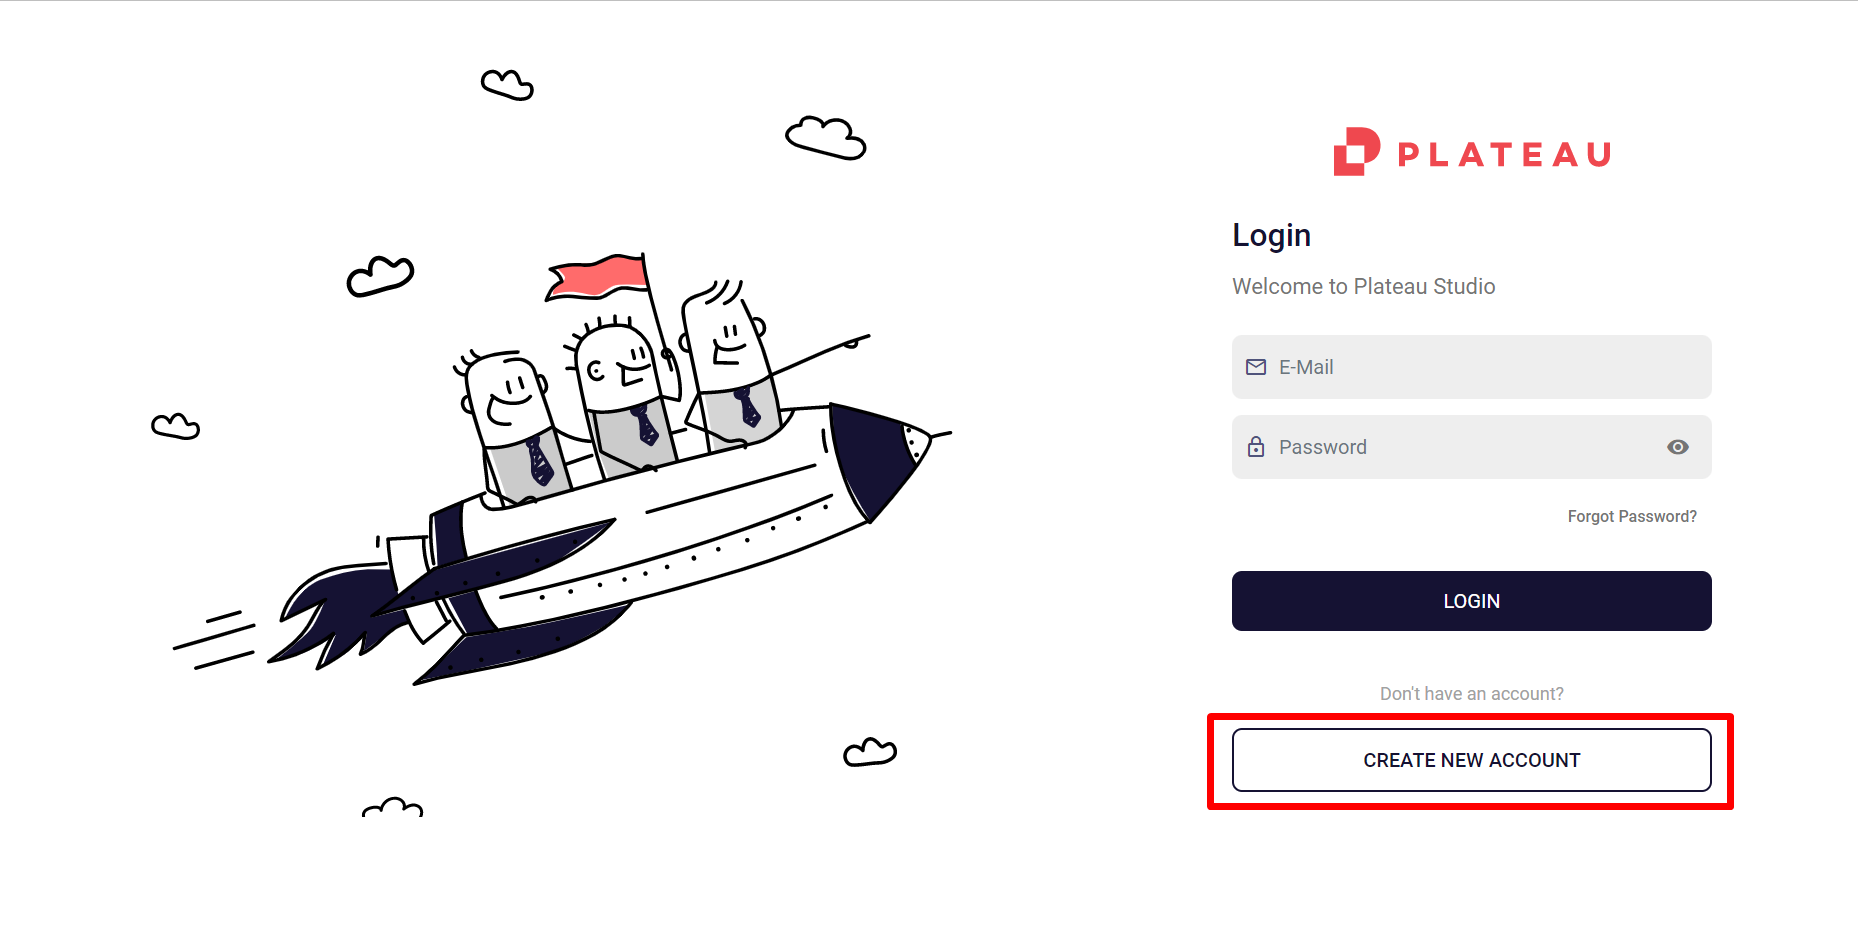 PLATEAU
Login
Welcome to Plateau Studio
E-Mail
Password
Forgot Password?
LOGIN
Don't have an account?
CREATE NEW ACCOUNT